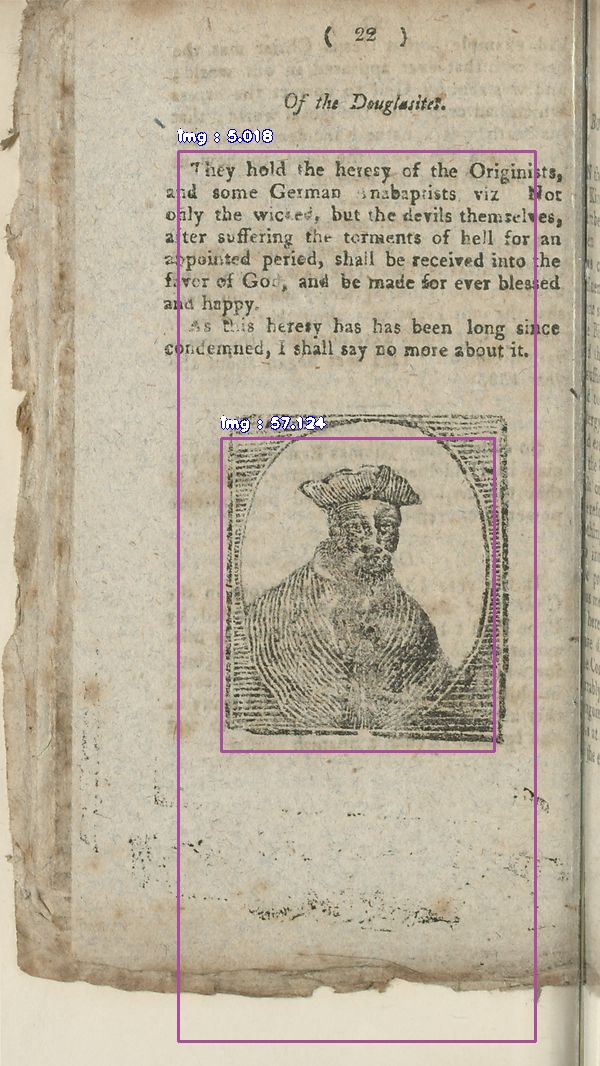 ( 22 )
Of the Douglasites.
img : 5.018
They hold the heresy of the Originists,
and some German Anabaptists viz Not
only the wicked, but the devils themselves,
after suffering the torments of hell for an
appointed period, shall be received into the
favor of God, and be made for ever blessed
and happy.
As this heresy has has been long since
condemned, I shall say no more about it.
img : 57.124